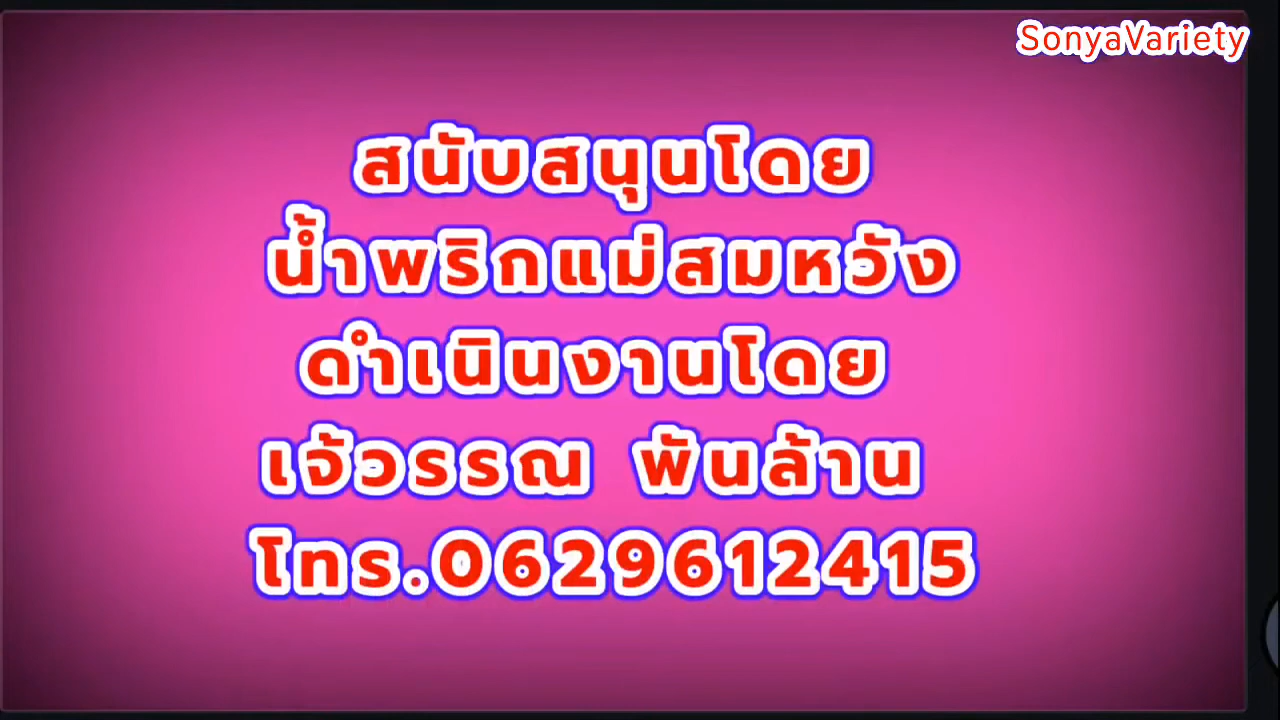 SonyaVariety
สนับสนุนโดย
น้ำพริกแม่สมหวัง
ดำเนินงานโดย
เจ้วรรณ พันล้าน
โทร.0629612415